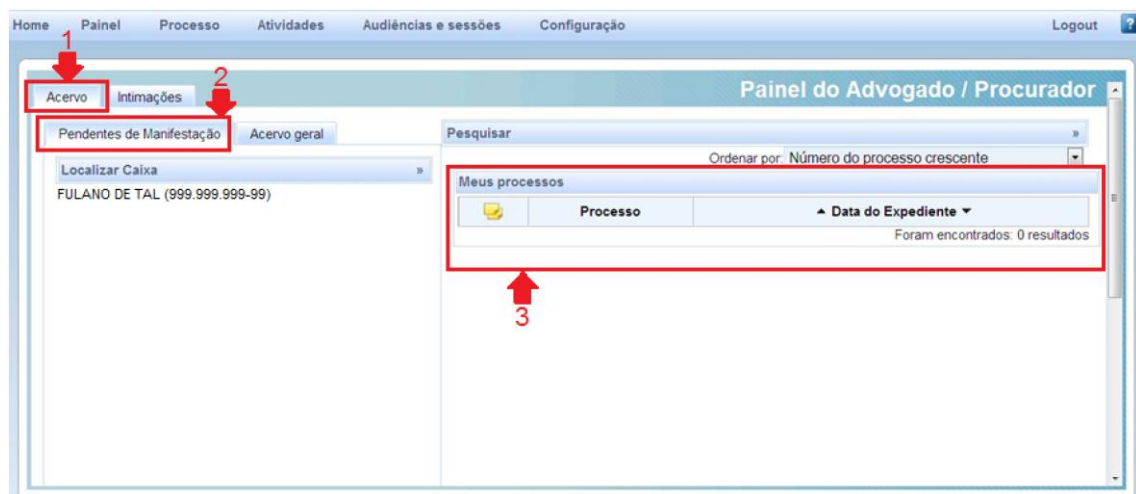 Home Painel Processo Atividades Audiências e sessões Configuração Logout ?
1
2
Painel do Advogado / Procurador
Acervo Intimações
Pendentes de Manifestação Acervo geral
Pesquisar »
Ordenar por: Número do processo crescente
Localizar Caixa »
FULANO DE TAL (999.999.999-99)
Meus processos
Processo Data do Expediente
Foram encontrados: 0 resultados
3